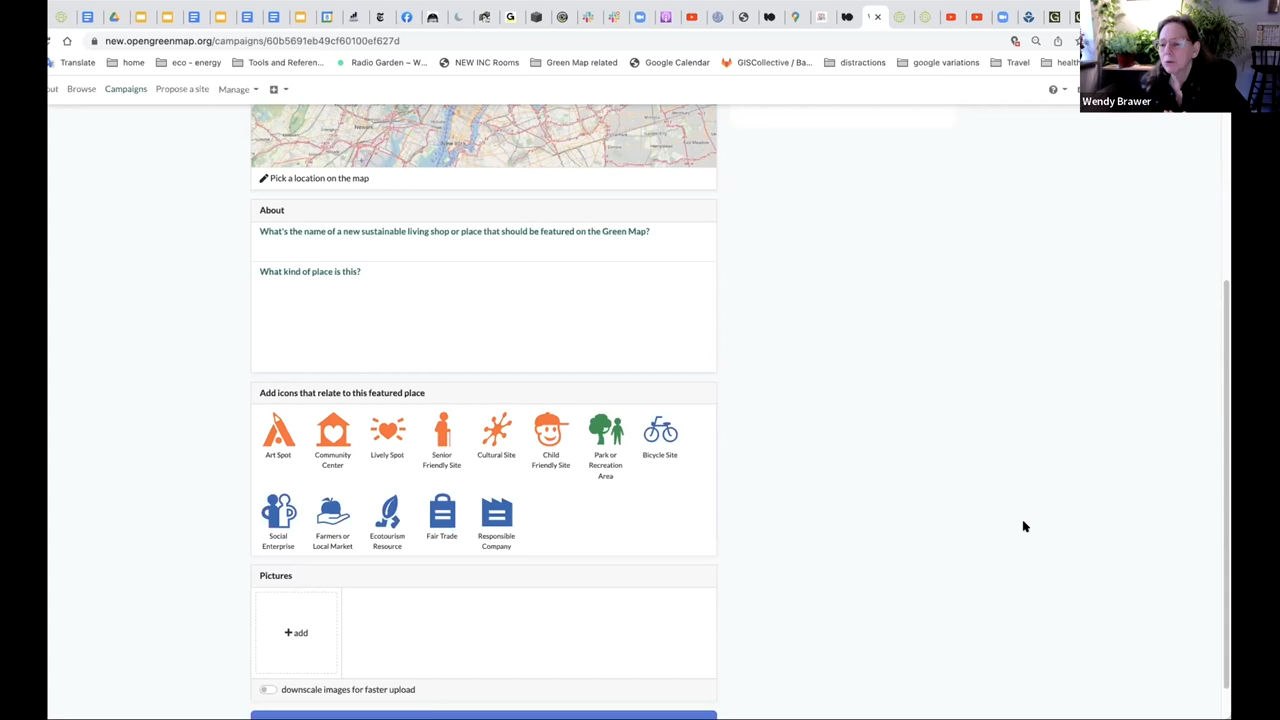 new.opengreenmap.org/campaigns/60b5691eb49cf60100ef627d
Translate home eco - energy Tools and Referen... Radio Garden – W... NEW INC Rooms Green Map related Google Calendar GISCollective / Ba... distractions google variations Travel health
out Browse Campaigns Propose a site Manage
Wendy Brawer
Pick a location on the map
About
What's the name of a new sustainable living shop or place that should be featured on the Green Map?
What kind of place is this?
Add icons that relate to this featured place
Art Spot Community Lively Spot Senior Cultural Site Child Park or Bicycle Site
Center Friendly Site Friendly Site Recreation
Area
Social Farmers or Ecotourism Fair Trade Responsible
Enterprise Local Market Resource Company
Pictures
add
downscale images for faster upload